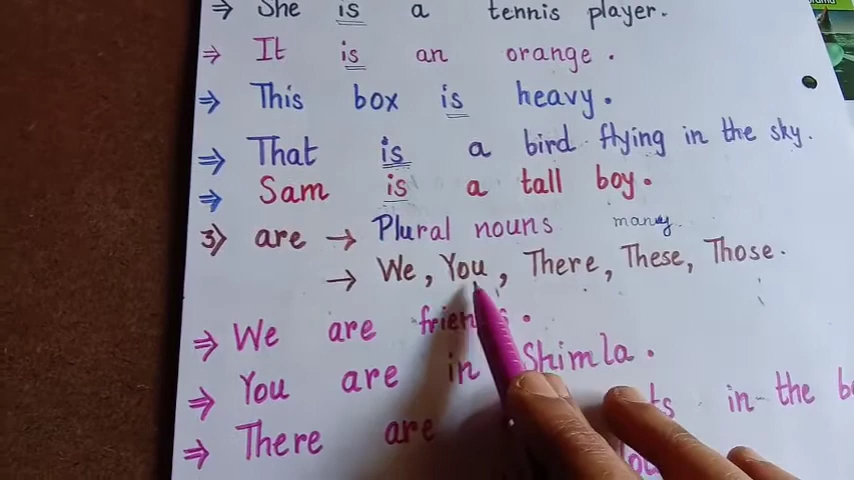 ⇒ She is a tennis player.
⇒ It is an orange.
⇒ This box is heavy.
⇒ That is a bird flying in the sky.
⇒ Sam is a tall boy.
3) are → Plural nouns many
→ We, You, There, These, Those.
⇒ We are friends.
⇒ You are in Shimla.
⇒ There are in the